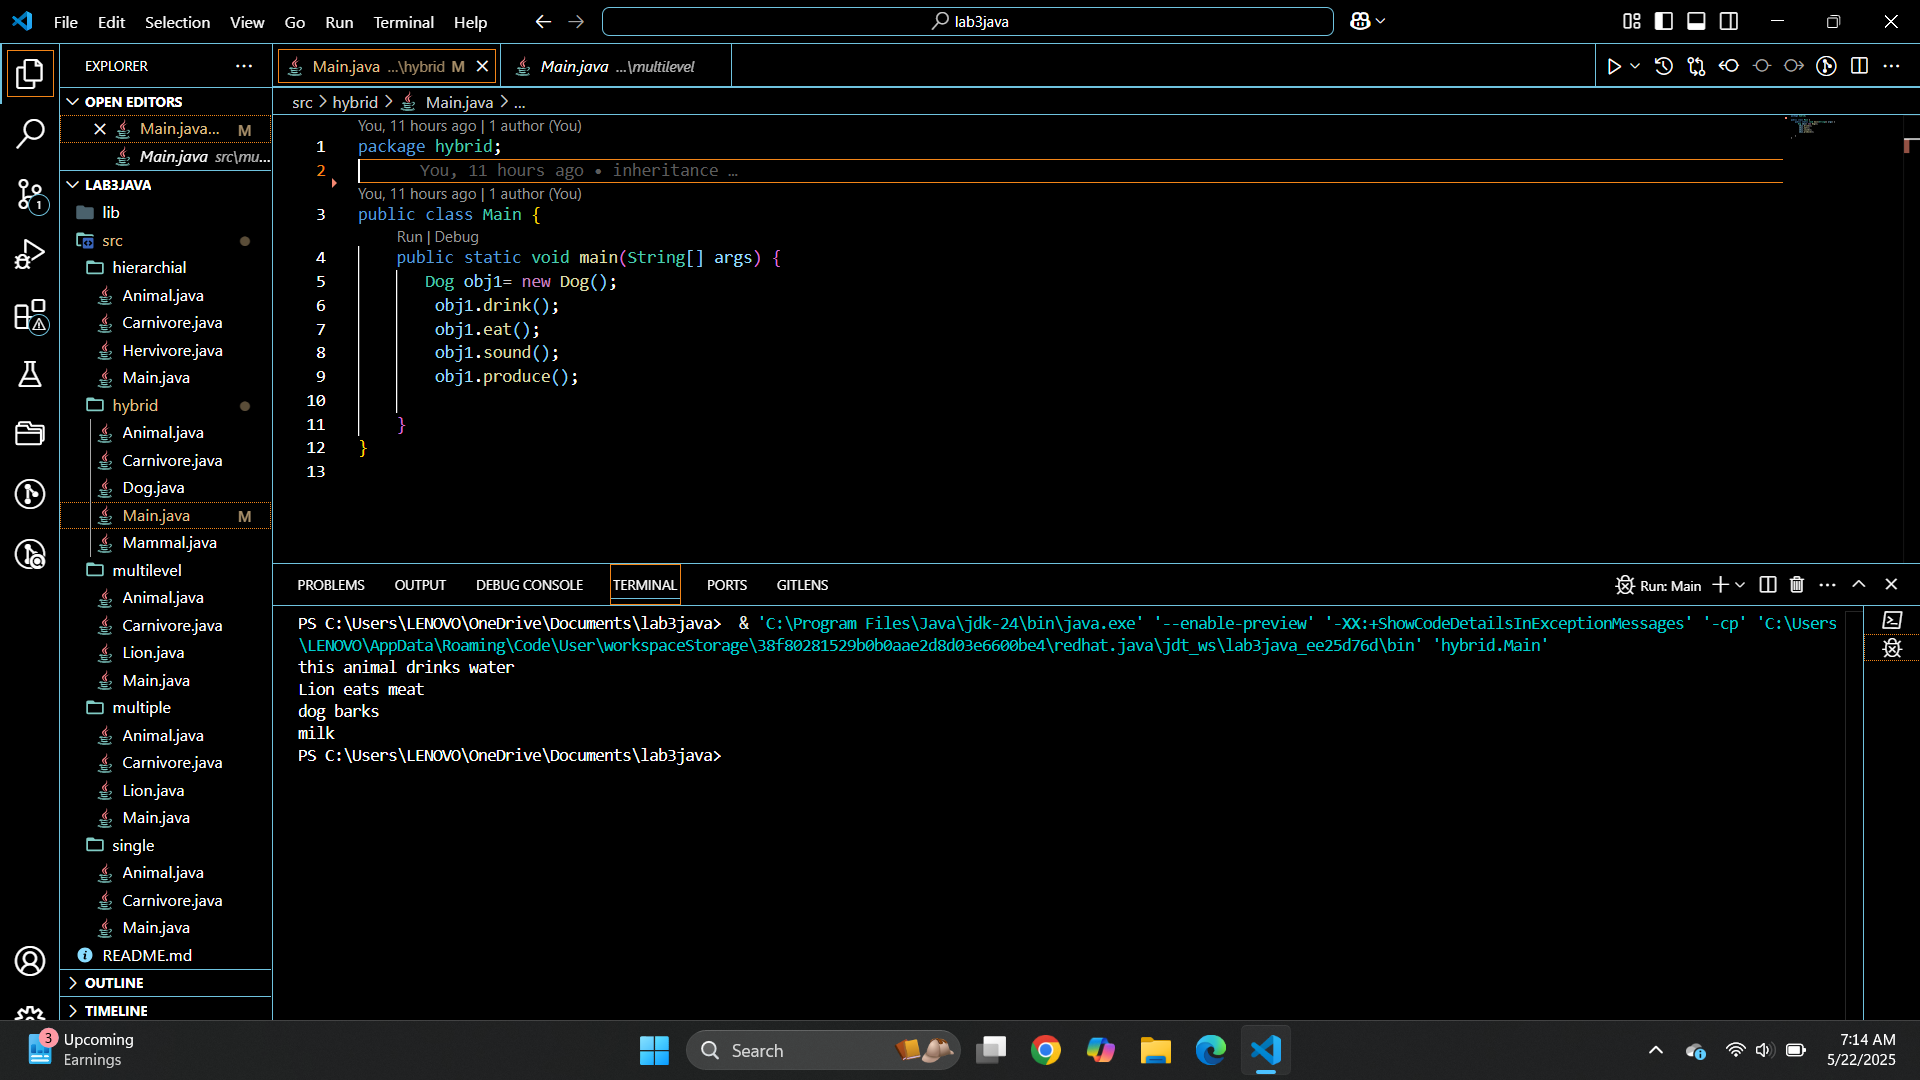 File Edit Selection View Go Run Terminal Help
lab3java
EXPLORER
OPEN EDITORS
Main.java... M
Main.java src\mu...
LAB3JAVA
lib
src
hierarchial
Animal.java
Carnivore.java
Hervivore.java
Main.java
hybrid
Animal.java
Carnivore.java
Dog.java
Main.java M
Mammal.java
multilevel
Animal.java
Carnivore.java
Lion.java
Main.java
multiple
Animal.java
Carnivore.java
Lion.java
Main.java
single
Animal.java
Carnivore.java
Main.java
README.md
OUTLINE
TIMELINE
1
Main.java ...\hybrid M
Main.java ...\multilevel
src > hybrid > Main.java > ...
You, 11 hours ago | 1 author (You)
1 package hybrid;
2 You, 11 hours ago • inheritance …
You, 11 hours ago | 1 author (You)
3 public class Main {
Run | Debug
4 public static void main(String[] args) {
5 Dog obj1= new Dog();
6 obj1.drink();
7 obj1.eat();
8 obj1.sound();
9 obj1.produce();
10
11 }
12 }
13
PROBLEMS OUTPUT DEBUG CONSOLE TERMINAL PORTS GITLENS
Run: Main
PS C:\Users\LENOVO\OneDrive\Documents\lab3java> & 'C:\Program Files\Java\jdk-24\bin\java.exe' '--enable-preview' '-XX:+ShowCodeDetailsInExceptionMessages' '-cp' 'C:\Users
\LENOVO\AppData\Roaming\Code\User\workspaceStorage\38f80281529b0b0aae2d8d03e6600be4\redhat.java\jdt_ws\lab3java_ee25d76d\bin' 'hybrid.Main'
this animal drinks water
Lion eats meat
dog barks
milk
PS C:\Users\LENOVO\OneDrive\Documents\lab3java>
3
Upcoming
Earnings
Search
7:14 AM
5/22/2025